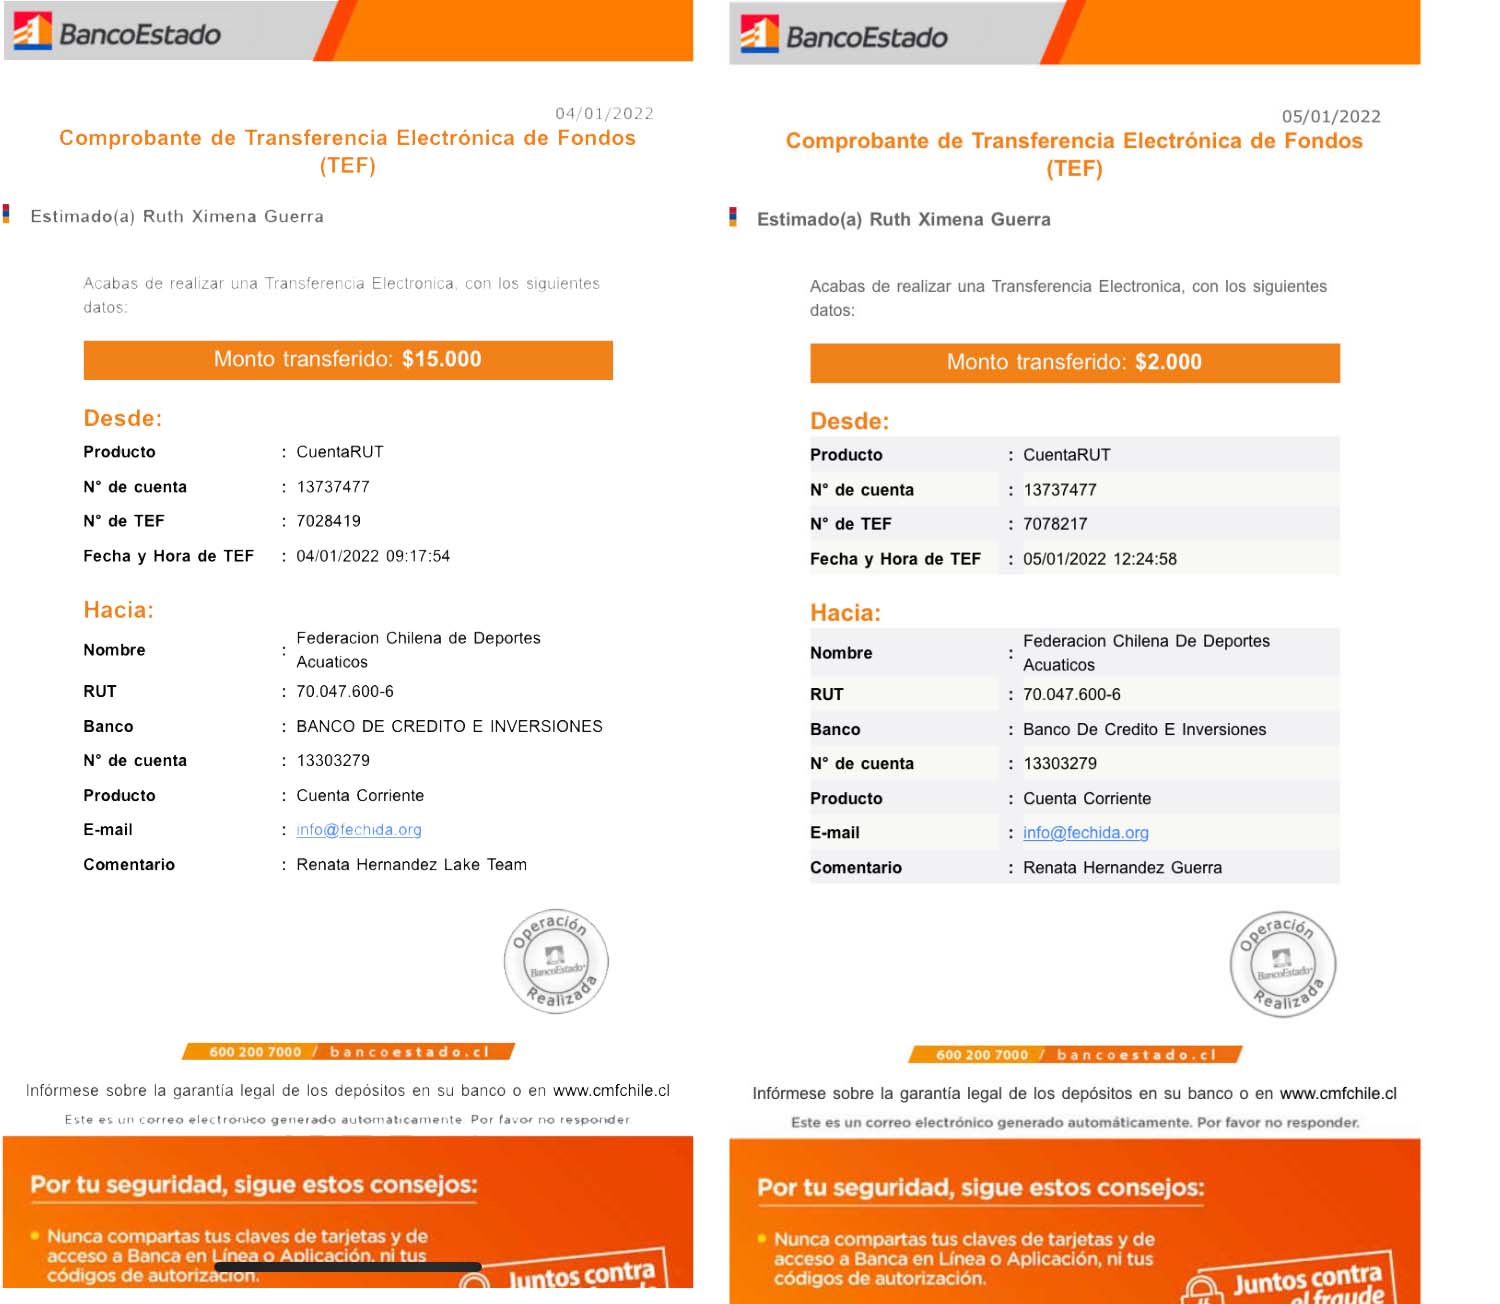 BancoEstado
04/01/2022
Comprobante de Transferencia Electrónica de Fondos
(TEF)
Estimado(a) Ruth Ximena Guerra
Acabas de realizar una Transferencia Electronica, con los siguientes
datos:
Monto transferido: $15.000
Desde:
Producto : CuentaRUT
N° de cuenta : 13737477
N° de TEF : 7028419
Fecha y Hora de TEF : 04/01/2022 09:17:54
Hacia:
Nombre : Federacion Chilena de Deportes
Acuaticos
RUT : 70.047.600-6
Banco : BANCO DE CREDITO E INVERSIONES
N° de cuenta : 13303279
Producto : Cuenta Corriente
E-mail : info@fechida.org
Comentario : Renata Hernandez Lake Team
Operación
BancoEstado
Realizada
600 200 7000 / bancoestado.cl
Infórmese sobre la garantía legal de los depósitos en su banco o en www.cmfchile.cl
Este es un correo electrónico generado automáticamente. Por favor no responder.
Por tu seguridad, sigue estos consejos:
Nunca compartas tus claves de tarjetas y de
acceso a Banca en Línea o Aplicación, ni tus
códigos de autorización.
Juntos contra
BancoEstado
05/01/2022
Comprobante de Transferencia Electrónica de Fondos
(TEF)
Estimado(a) Ruth Ximena Guerra
Acabas de realizar una Transferencia Electronica, con los siguientes
datos:
Monto transferido: $2.000
Desde:
Producto : CuentaRUT
N° de cuenta : 13737477
N° de TEF : 7078217
Fecha y Hora de TEF : 05/01/2022 12:24:58
Hacia:
Nombre : Federacion Chilena De Deportes
Acuaticos
RUT : 70.047.600-6
Banco : Banco De Credito E Inversiones
N° de cuenta : 13303279
Producto : Cuenta Corriente
E-mail : info@fechida.org
Comentario : Renata Hernandez Guerra
Operación
BancoEstado
Realizada
600 200 7000 / bancoestado.cl
Infórmese sobre la garantía legal de los depósitos en su banco o en www.cmfchile.cl
Este es un correo electrónico generado automáticamente. Por favor no responder.
Por tu seguridad, sigue estos consejos:
Nunca compartas tus claves de tarjetas y de
acceso a Banca en Línea o Aplicación, ni tus
códigos de autorización.
Juntos contra
el fraude